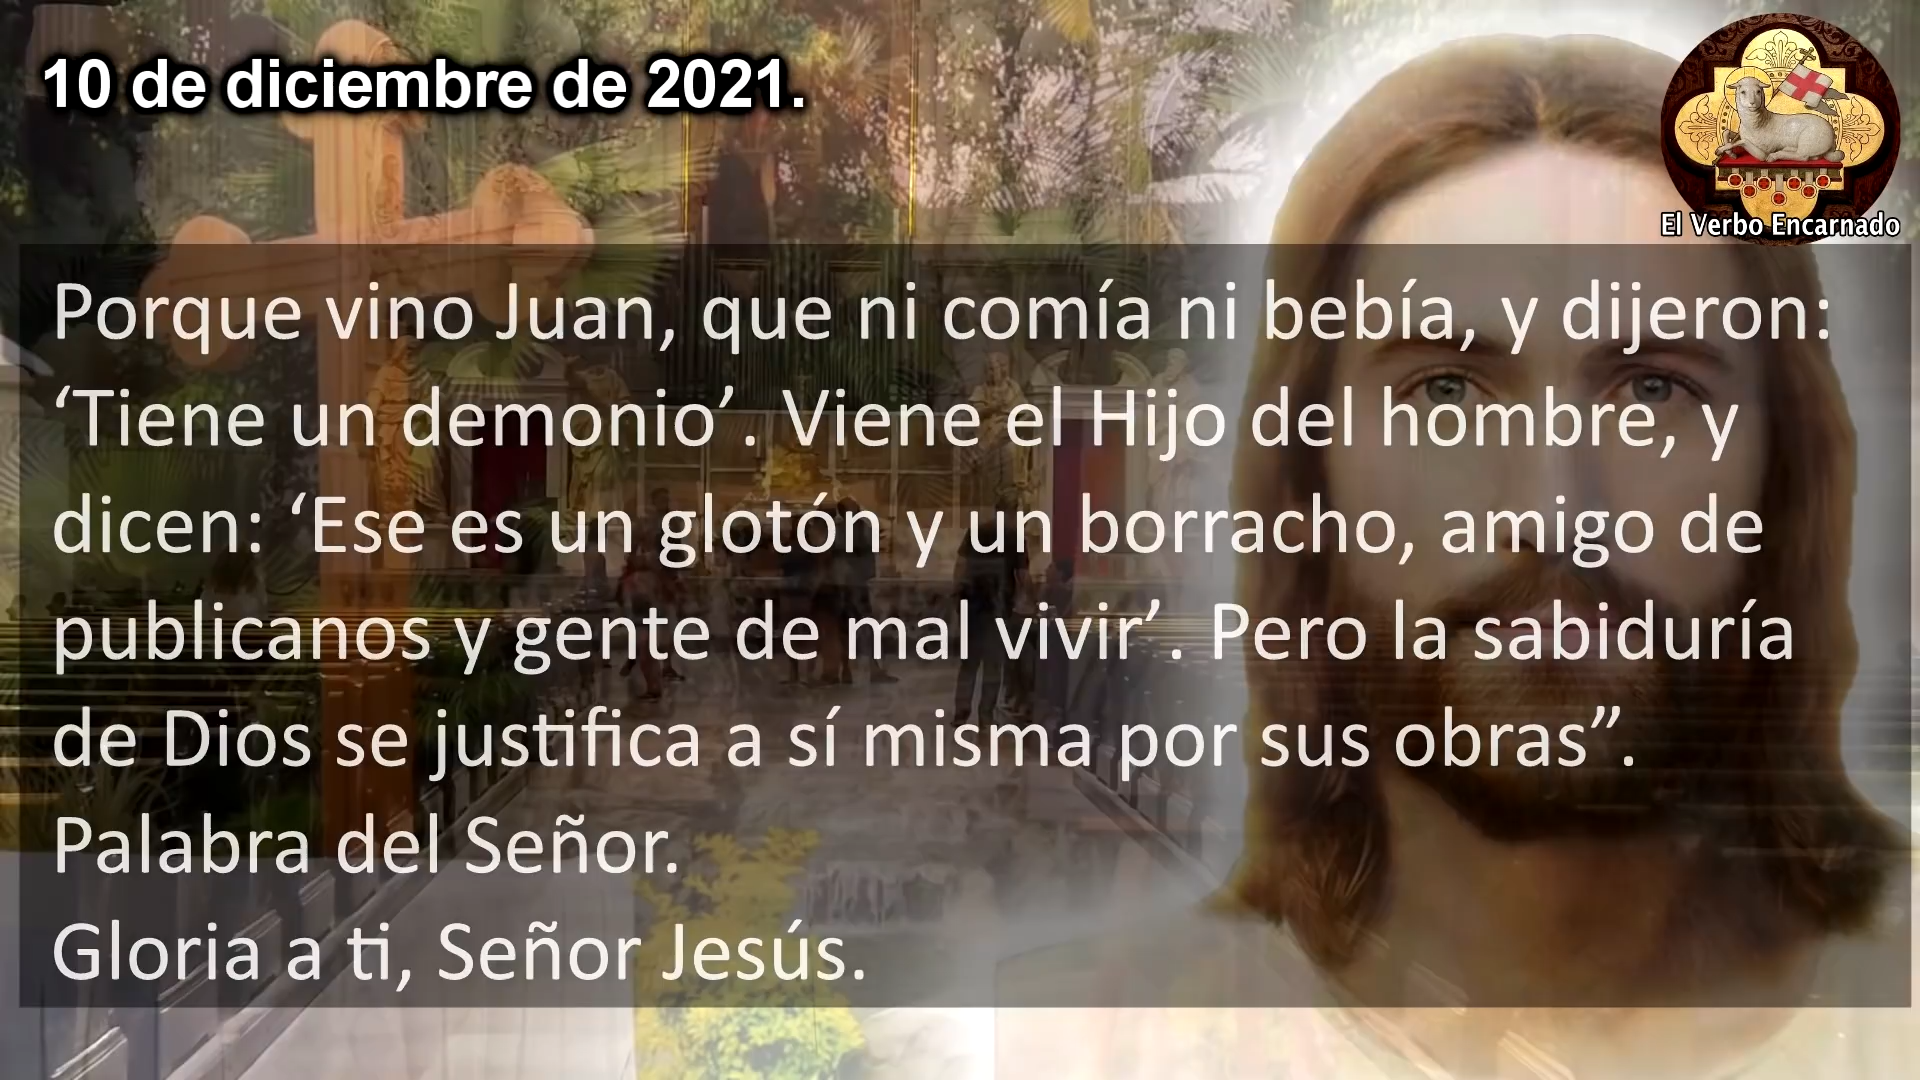 10 de diciembre de 2021.
El Verbo Encarnado
Porque vino Juan, que ni comía ni bebía, y dijeron:
‘Tiene un demonio’. Viene el Hijo del hombre, y
dicen: ‘Ese es un glotón y un borracho, amigo de
publicanos y gente de mal vivir’. Pero la sabiduría
de Dios se justifica a sí misma por sus obras”.
Palabra del Señor.
Gloria a ti, Señor Jesús.